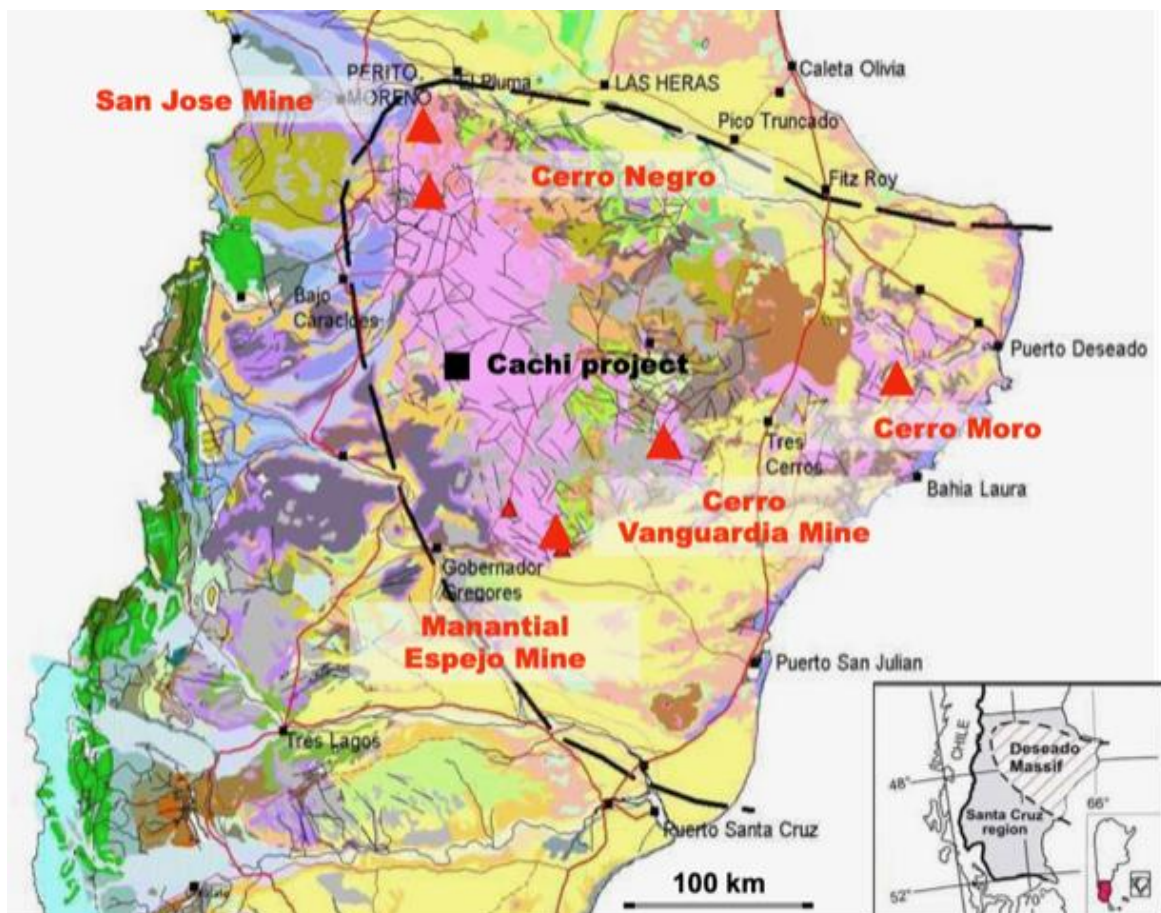 Caleta Olivia
PERITO
MORENO
El Pluma
LAS HERAS
San Jose Mine
Pico Truncado
Cerro Negro
Fitz Roy
Bajo
Caracloes
Puerto Deseado
Cachi project
Cerro Moro
Tres
Cerros
Bahia Laura
Cerro
Vanguardia Mine
Gobernador
Gregores
Manantial
Espejo Mine
Puerto San Julian
Tres Lagos
Puerto Santa Cruz
100 km
CHILE
Deseado
Massif
48°
66°
Santa Cruz
region
52°
70°